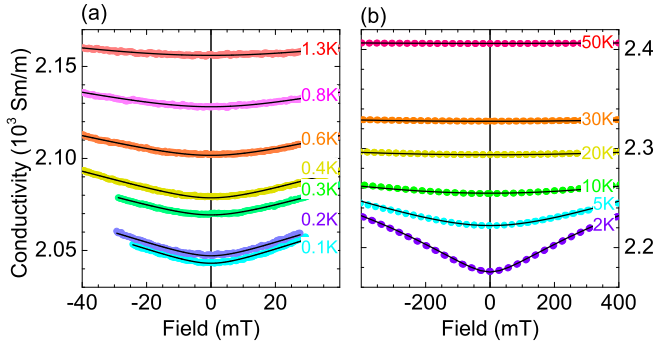 (a)
(b)
Conductivity (10³ Sm/m)
2.15
2.10
2.05
1.3K
0.8K
0.6K
0.4K
0.3K
0.2K
0.1K
-40 -20 0 20 40
Field (mT)
50K
30K
20K
10K
5K
2K
2.4
2.3
2.2
-200 0 200 400
Field (mT)